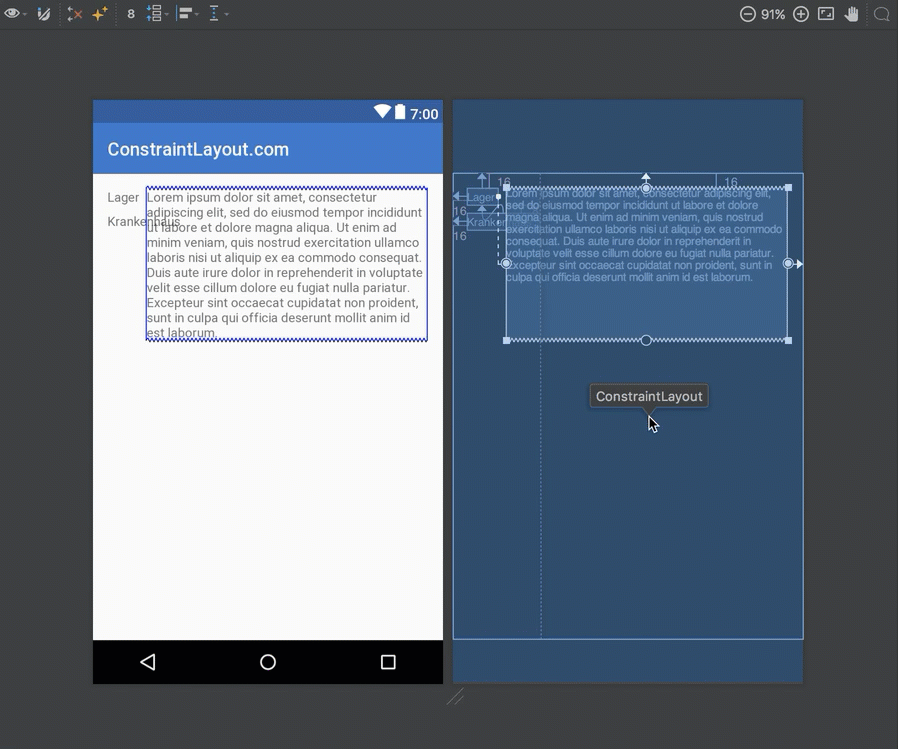 8
91%
7:00
ConstraintLayout.com
Lager
Krankenhaus
Lorem ipsum dolor sit amet, consectetur
adipiscing elit, sed do eiusmod tempor incididunt
ut labore et dolore magna aliqua. Ut enim ad
minim veniam, quis nostrud exercitation ullamco
laboris nisi ut aliquip ex ea commodo consequat.
Duis aute irure dolor in reprehenderit in voluptate
velit esse cillum dolore eu fugiat nulla pariatur.
Excepteur sint occaecat cupidatat non proident,
sunt in culpa qui officia deserunt mollit anim id
est laborum.
16
16
Lager
16
Kranken
16
Lorem ipsum dolor sit amet, consectetur adipiscing elit,
sed do eiusmod tempor incididunt ut labore et dolore
magna aliqua. Ut enim ad minim veniam, quis nostrud
exercitation ullamco laboris nisi ut aliquip ex ea commodo
consequat. Duis aute irure dolor in reprehenderit in
voluptate velit esse cillum dolore eu fugiat nulla pariatur.
Excepteur sint occaecat cupidatat non proident, sunt in
culpa qui officia deserunt mollit anim id est laborum.
ConstraintLayout